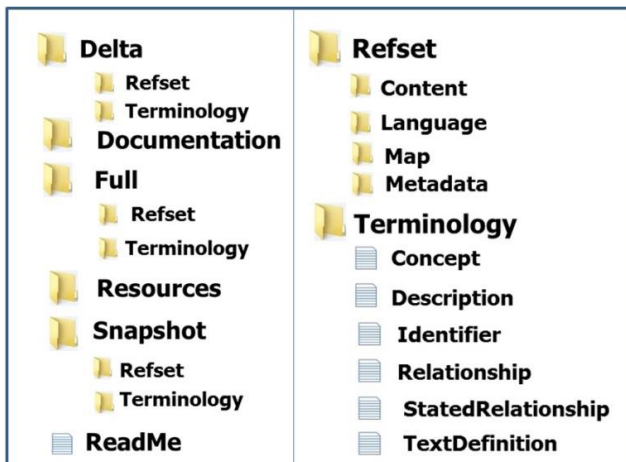 Delta
Refset
Terminology
Documentation
Full
Refset
Terminology
Resources
Snapshot
Refset
Terminology
ReadMe
Refset
Content
Language
Map
Metadata
Terminology
Concept
Description
Identifier
Relationship
StatedRelationship
TextDefinition